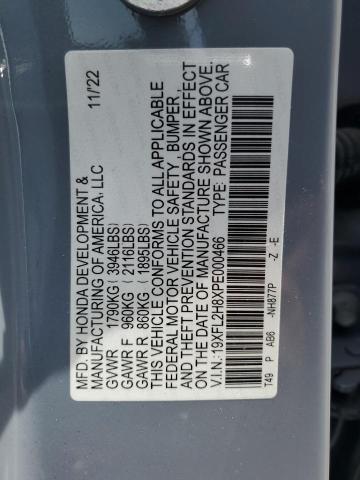 MFD. BY HONDA DEVELOPMENT & 11/'22
MANUFACTURING OF AMERICA, LLC
GVWR 1790KG (3946LBS)
GAWR F 960KG (2116LBS)
GAWR R 860KG (1895LBS)
THIS VEHICLE CONFORMS TO ALL APPLICABLE
FEDERAL MOTOR VEHICLE SAFETY, BUMPER,
AND THEFT PREVENTION STANDARDS IN EFFECT
ON THE DATE OF MANUFACTURE SHOWN ABOVE.
V.I.N.:19XFL2H8XPE000466 TYPE: PASSENGER CAR
T49 P AB6 -NH877P -Z -E